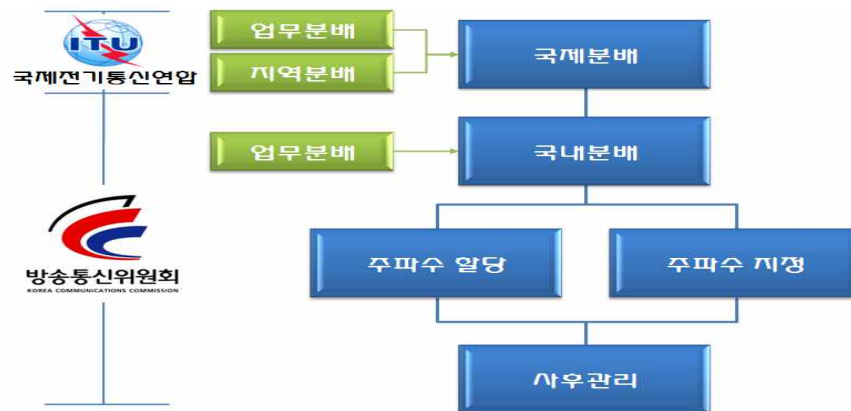 ITU
국제전기통신연합
업무분배
지역분배
국제분배
업무분배
국내분배
방송통신위원회
KOREA COMMUNICATIONS COMMISSION
주파수 할당
주파수 지정
사후관리